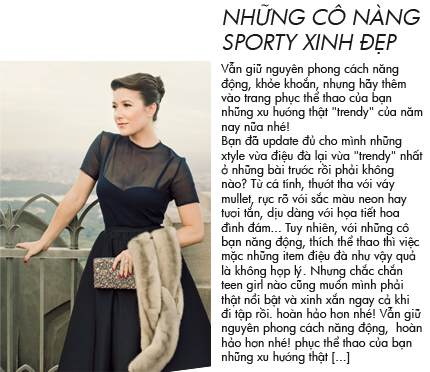 NHỮNG CÔ NÀNG
SPORTY XINH ĐẸP
Vẫn giữ nguyên phong cách năng
động, khỏe khoắn, nhưng hãy thêm
vào trang phục thể thao của bạn
những xu hướng thật "trendy" của năm
nay nữa nhé!
Bạn đã update đủ cho mình những
xtyle vừa điệu đà lại vừa "trendy" nhất
ở những bài trước rồi phải không
nào? Từ cá tính, thướt tha với váy
mullet, rực rỡ với sắc màu neon hay
tươi tắn, dịu dàng với họa tiết hoa
đình đám... Tuy nhiên, với những cô
bạn năng động, thích thể thao thì việc
mặc những item điệu đà như vậy quả
là không hợp lý. Nhưng chắc chắn
teen girl nào cũng muốn mình phải
thật nổi bật và xinh xắn ngay cả khi
đi tập rồi. hoàn hảo hơn nhé! Vẫn giữ
nguyên phong cách năng động, hoàn
hảo hơn nhé! phục thể thao của bạn
những xu hướng thật [...]